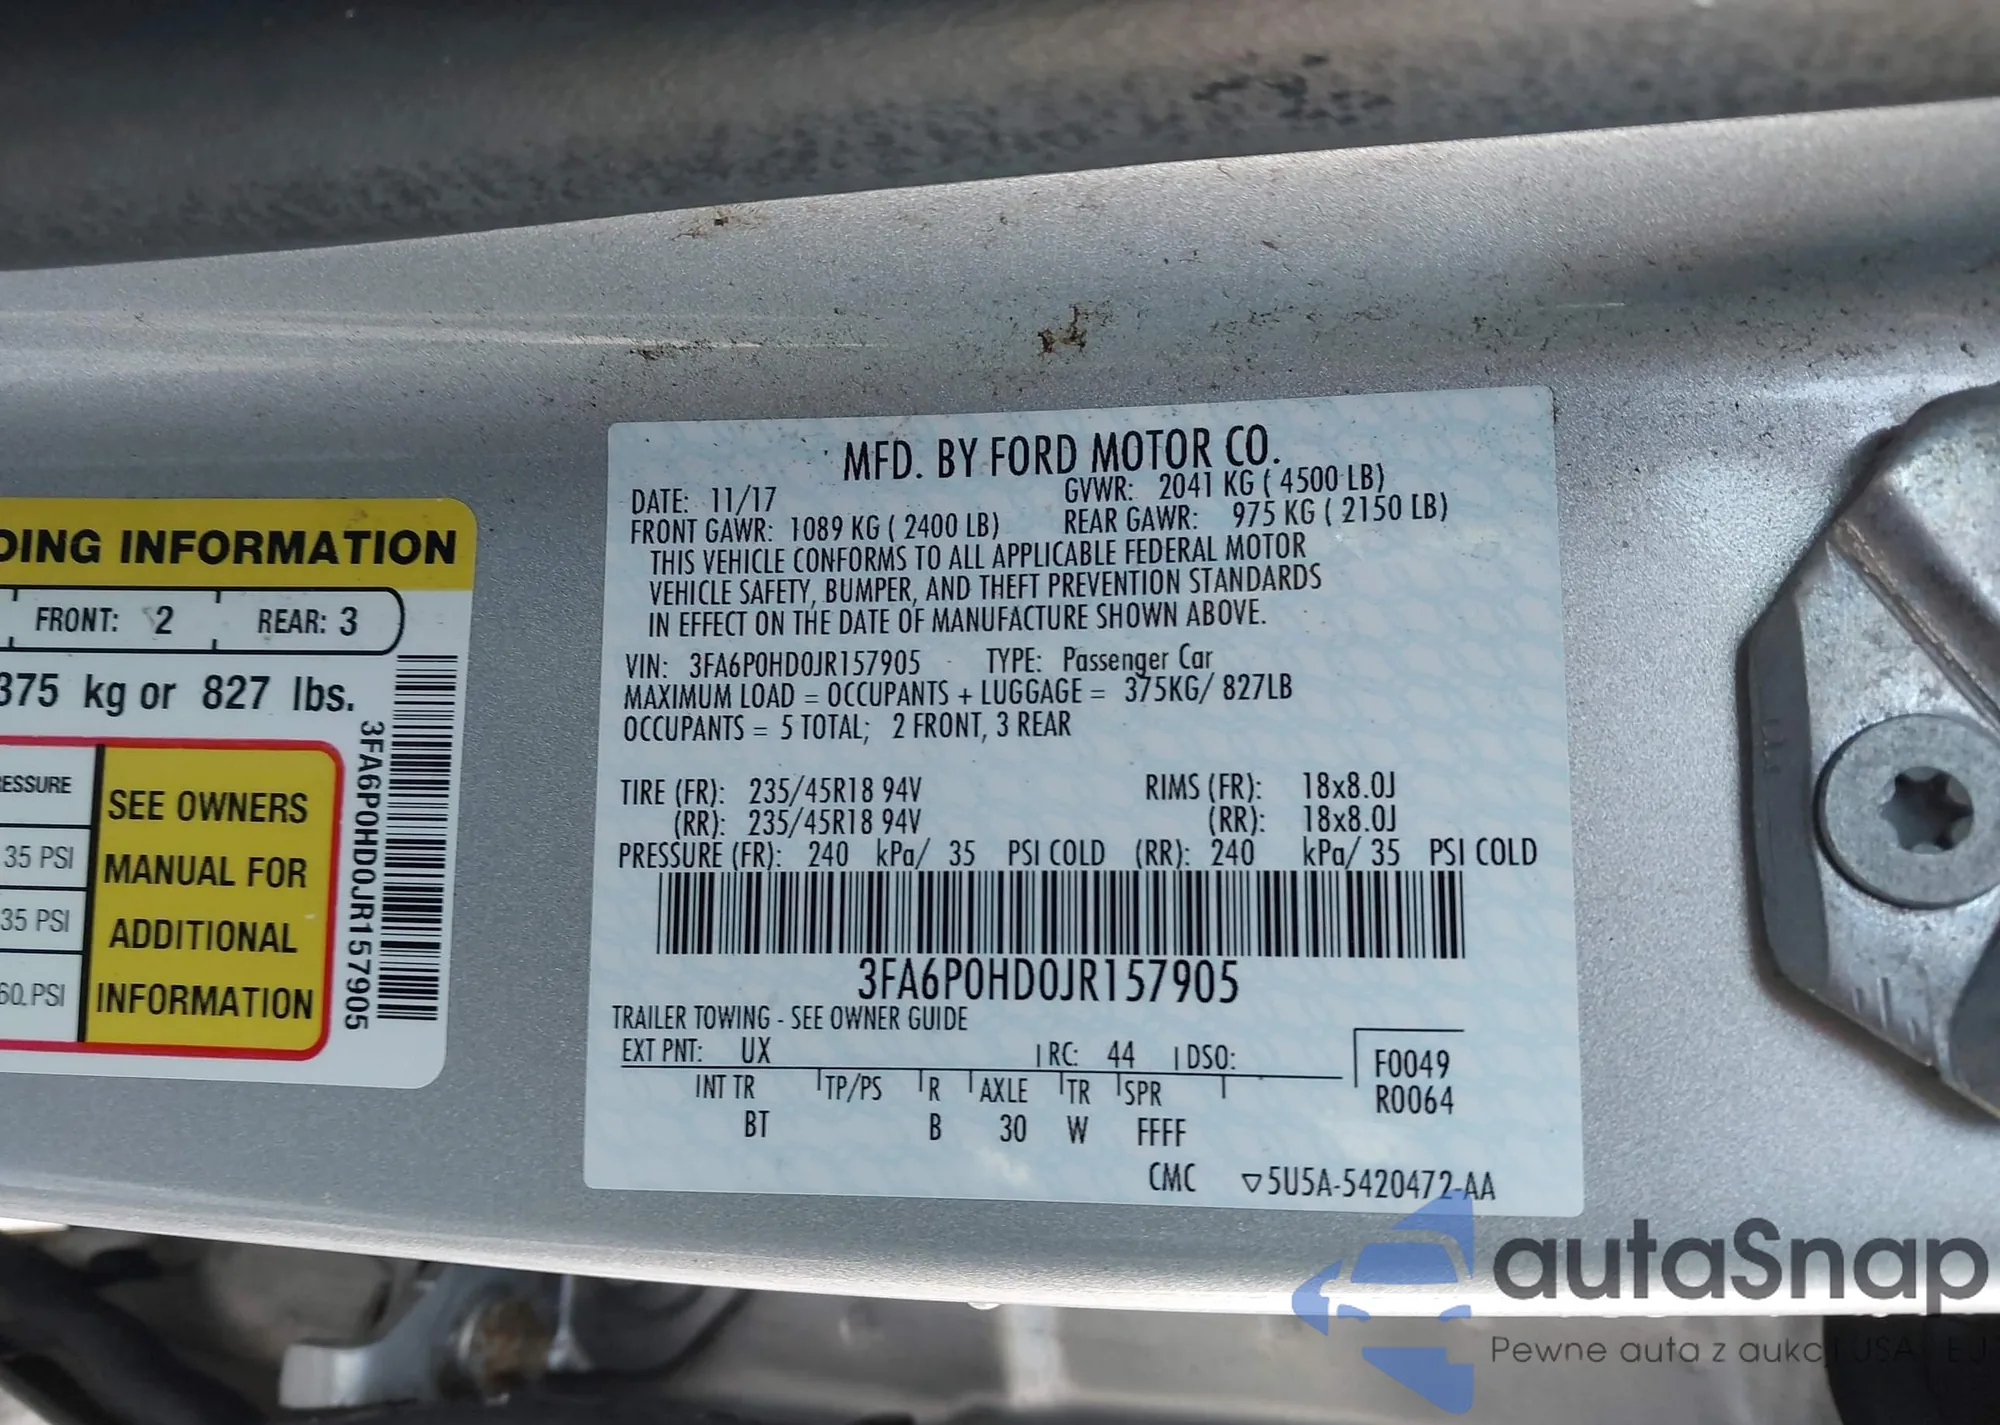 DING INFORMATION
FRONT: 2 REAR: 3
375 kg or 827 lbs.
ESSURE
35 PSI
35 PSI
60 PSI
SEE OWNERS
MANUAL FOR
ADDITIONAL
INFORMATION
3FA6P0HD0JR157905
MFD. BY FORD MOTOR CO.
DATE: 11/17 GVWR: 2041 KG ( 4500 LB)
FRONT GAWR: 1089 KG ( 2400 LB) REAR GAWR: 975 KG ( 2150 LB)
THIS VEHICLE CONFORMS TO ALL APPLICABLE FEDERAL MOTOR
VEHICLE SAFETY, BUMPER, AND THEFT PREVENTION STANDARDS
IN EFFECT ON THE DATE OF MANUFACTURE SHOWN ABOVE.
VIN: 3FA6P0HD0JR157905 TYPE: Passenger Car
MAXIMUM LOAD = OCCUPANTS + LUGGAGE = 375KG/ 827LB
OCCUPANTS = 5 TOTAL; 2 FRONT, 3 REAR
TIRE (FR): 235/45R18 94V RIMS (FR): 18x8.0J
(RR): 235/45R18 94V (RR): 18x8.0J
PRESSURE (FR): 240 kPa/ 35 PSI COLD (RR): 240 kPa/ 35 PSI COLD
3FA6P0HD0JR157905
TRAILER TOWING - SEE OWNER GUIDE
EXT PNT: UX RC: 44 DSO: F0049
INT TR TP/PS R AXLE TR SPR R0064
BT B 30 W FFFF
CMC ▽5U5A-5420472-AA
autaSnap
Pewne auta z aukcji USA